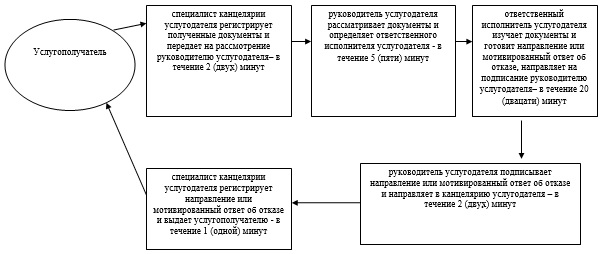 Услугополучатель
специалист канцелярии
услугодателя регистрирует
полученные документы и
передает на рассмотрение
руководителю услугодателя– в
течение 2 (двух) минут
руководитель услугодателя
рассматривает документы и
определяет ответственного
исполнителя услугодателя - в
течение 5 (пяти) минут
ответственный
исполнитель услугодателя
изучает документы и
готовит направление или
мотивированный ответ об
отказе, направляет на
подписание руководителю
услугодателя– в течение 20
(двацати) минут
руководитель услугодателя подписывает
направление или мотивированный ответ об отказе
и направляет в канцелярию услугодателя – в
течение 2 (двух) минут
специалист канцелярии
услугодателя регистрирует
направление или
мотивированный ответ об отказе
и выдает услугополучателю - в
течение 1 (одной) минут